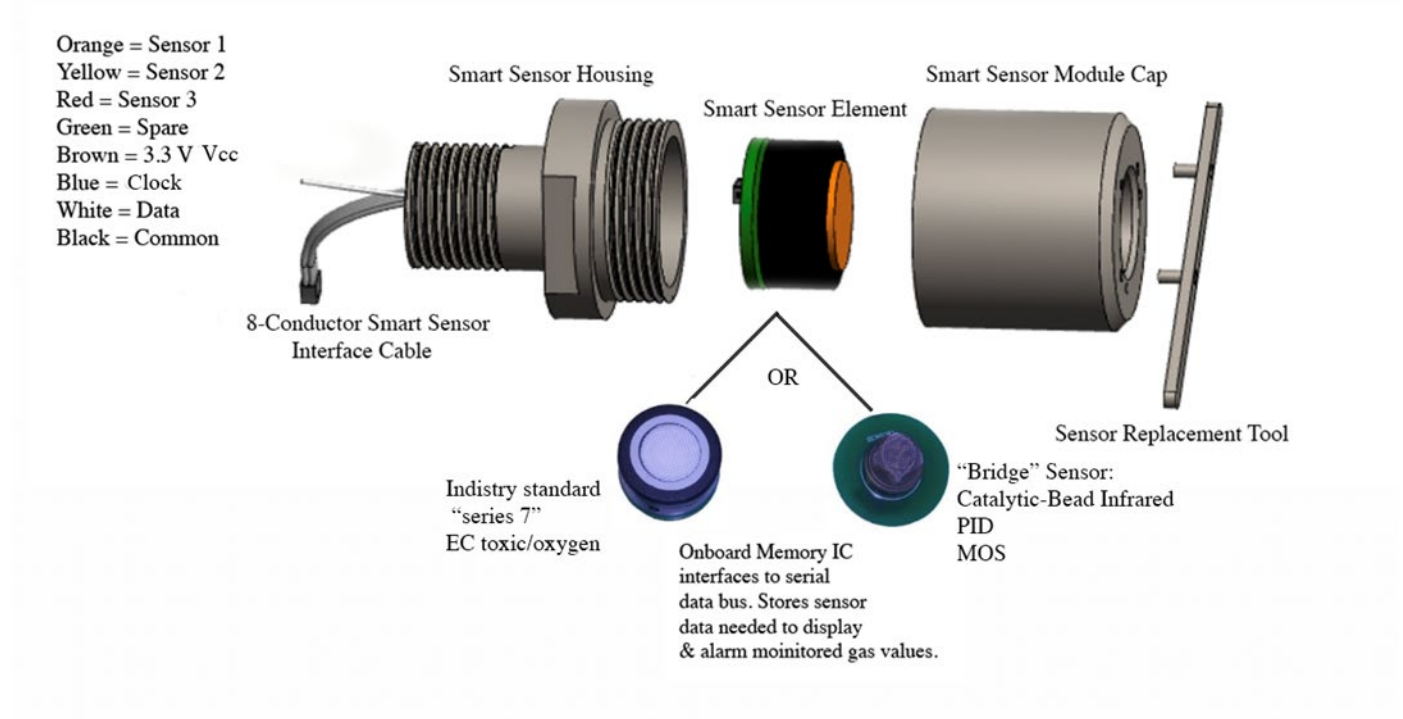 Orange = Sensor 1
Yellow = Sensor 2
Red = Sensor 3
Green = Spare
Brown = 3.3 V Vcc
Blue = Clock
White = Data
Black = Common
Smart Sensor Housing
Smart Sensor Element
Smart Sensor Module Cap
8-Conductor Smart Sensor
Interface Cable
OR
Sensor Replacement Tool
Indistry standard
“series 7”
EC toxic/oxygen
“Bridge” Sensor:
Catalytic-Bead Infrared
PID
MOS
Onboard Memory IC
interfaces to serial
data bus. Stores sensor
data needed to display
& alarm moinitored gas values.